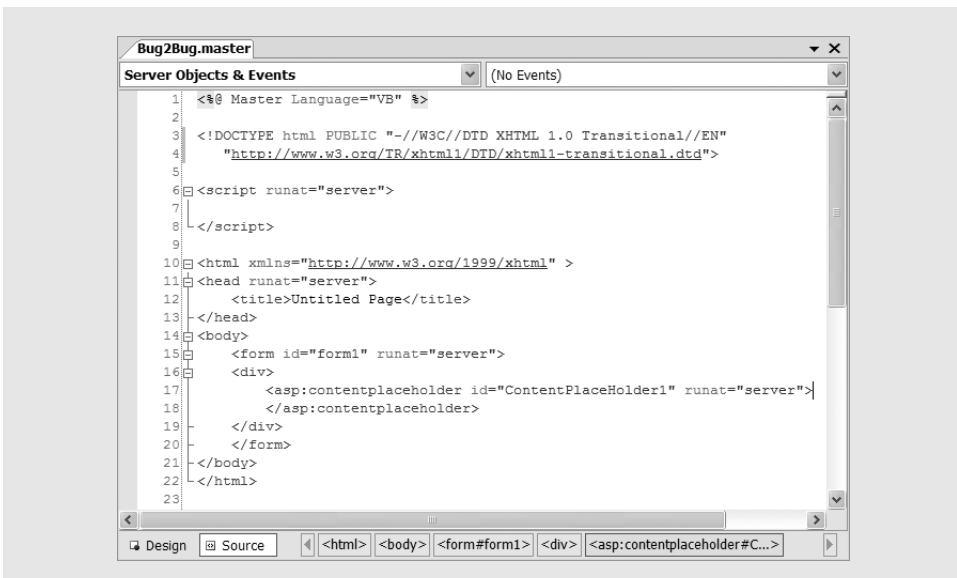 Bug2Bug.master
Server Objects & Events (No Events)
1 <%@ Master Language="VB" %>
2
3 <!DOCTYPE html PUBLIC "-//W3C//DTD XHTML 1.0 Transitional//EN"
4 "http://www.w3.org/TR/xhtml1/DTD/xhtml1-transitional.dtd">
5
6 <script runat="server">
7
8 </script>
9
10 <html xmlns="http://www.w3.org/1999/xhtml" >
11 <head runat="server">
12 <title>Untitled Page</title>
13 </head>
14 <body>
15 <form id="form1" runat="server">
16 <div>
17 <asp:contentplaceholder id="ContentPlaceHolder1" runat="server">
18 </asp:contentplaceholder>
19 </div>
20 </form>
21 </body>
22 </html>
23
Design Source <html> <body> <form#form1> <div> <asp:contentplaceholder#C...>